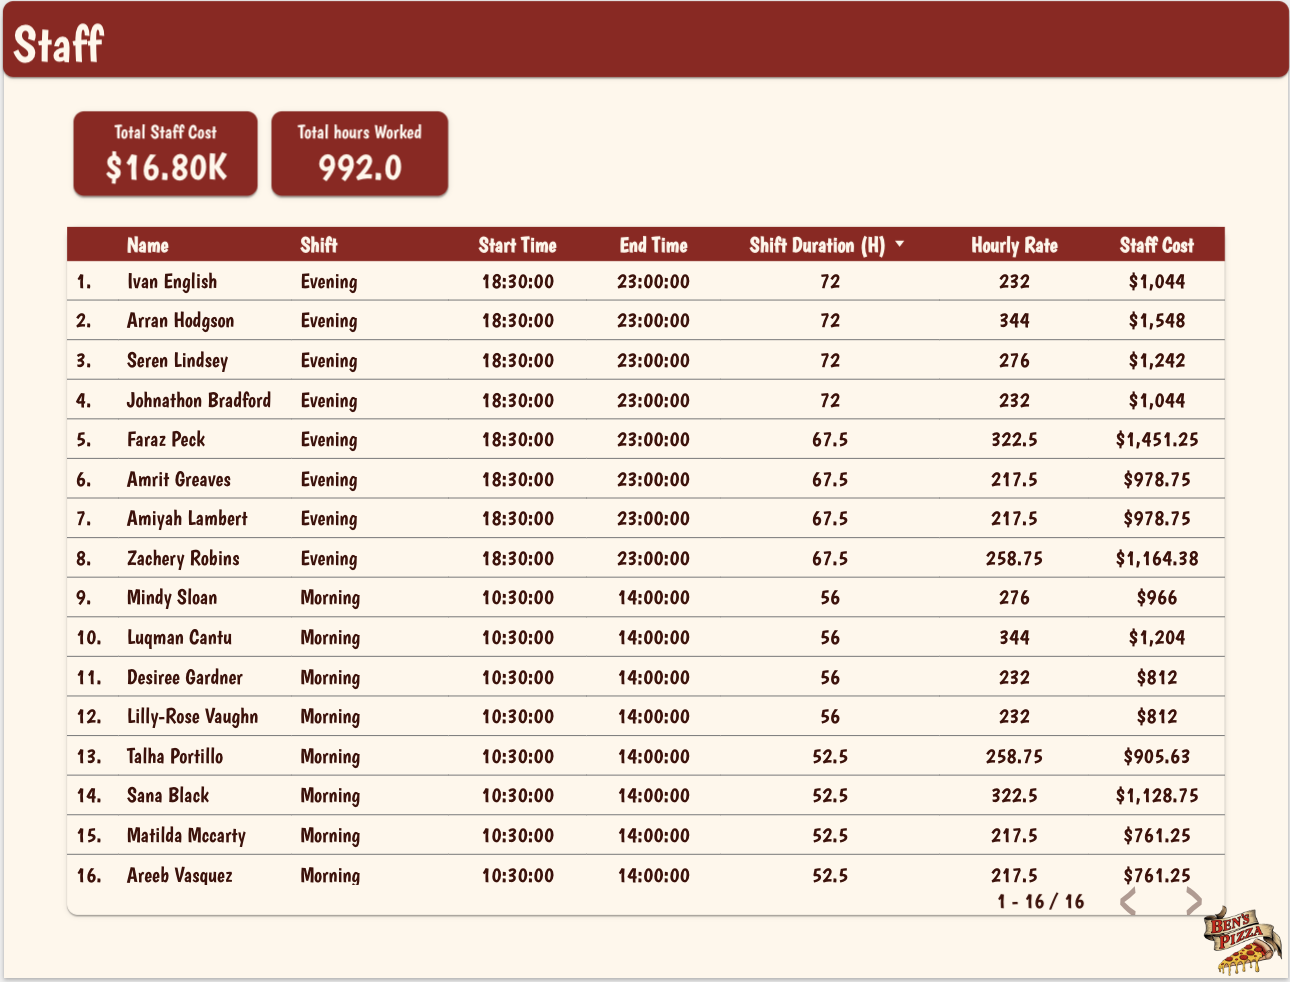 Staff
Total Staff Cost
$16.80K
Total hours Worked
992.0
Name Shift Start Time End Time Shift Duration (H) Hourly Rate Staff Cost
1. Ivan English Evening 18:30:00 23:00:00 72 232 $1,044
2. Arran Hodgson Evening 18:30:00 23:00:00 72 344 $1,548
3. Seren Lindsey Evening 18:30:00 23:00:00 72 276 $1,242
4. Johnathon Bradford Evening 18:30:00 23:00:00 72 232 $1,044
5. Faraz Peck Evening 18:30:00 23:00:00 67.5 322.5 $1,451.25
6. Amrit Greaves Evening 18:30:00 23:00:00 67.5 217.5 $978.75
7. Amiyah Lambert Evening 18:30:00 23:00:00 67.5 217.5 $978.75
8. Zachery Robins Evening 18:30:00 23:00:00 67.5 258.75 $1,164.38
9. Mindy Sloan Morning 10:30:00 14:00:00 56 276 $966
10. Luqman Cantu Morning 10:30:00 14:00:00 56 344 $1,204
11. Desiree Gardner Morning 10:30:00 14:00:00 56 232 $812
12. Lilly-Rose Vaughn Morning 10:30:00 14:00:00 56 232 $812
13. Talha Portillo Morning 10:30:00 14:00:00 52.5 258.75 $905.63
14. Sana Black Morning 10:30:00 14:00:00 52.5 322.5 $1,128.75
15. Matilda Mccarty Morning 10:30:00 14:00:00 52.5 217.5 $761.25
16. Areeb Vasquez Morning 10:30:00 14:00:00 52.5 217.5 $761.25
1 - 16 / 16
BEN'S
PIZZA